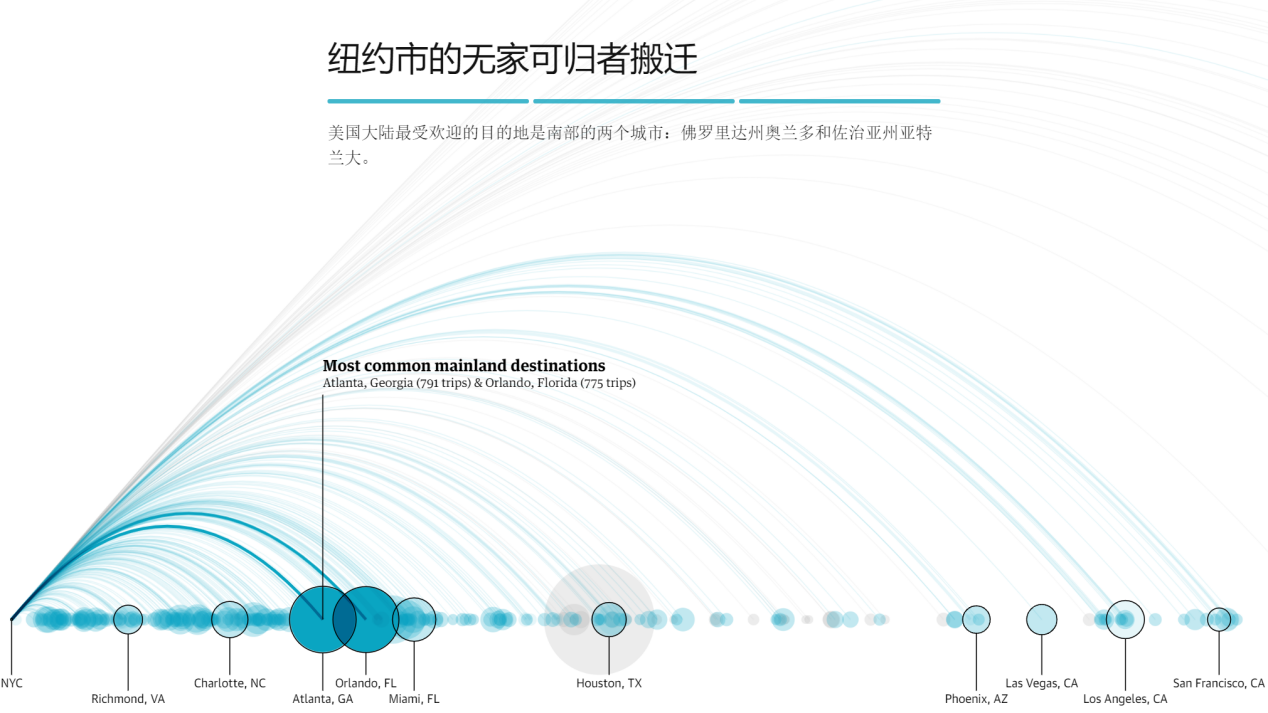 纽约市的无家可归者搬迁
美国大陆最受欢迎的目的地是南部的两个城市：佛罗里达州奥兰多和佐治亚州亚特
兰大。
Most common mainland destinations
Atlanta, Georgia (791 trips) & Orlando, Florida (775 trips)
NYC
Richmond, VA
Charlotte, NC
Atlanta, GA
Orlando, FL
Miami, FL
Houston, TX
Phoenix, AZ
Las Vegas, CA
Los Angeles, CA
San Francisco, CA